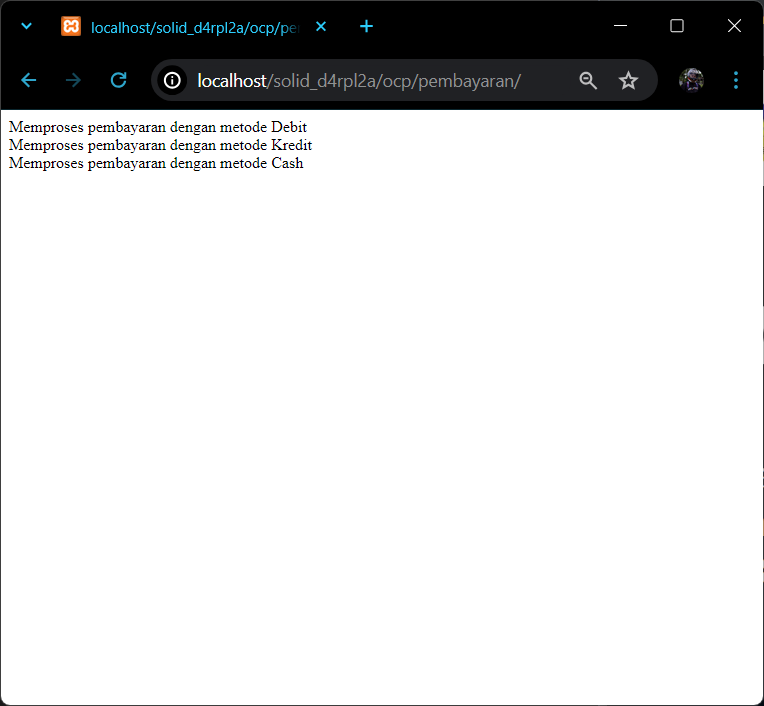 localhost/solid_d4rpl2a/ocp/pe
localhost/solid_d4rpl2a/ocp/pembayaran/
Memproses pembayaran dengan metode Debit
Memproses pembayaran dengan metode Kredit
Memproses pembayaran dengan metode Cash